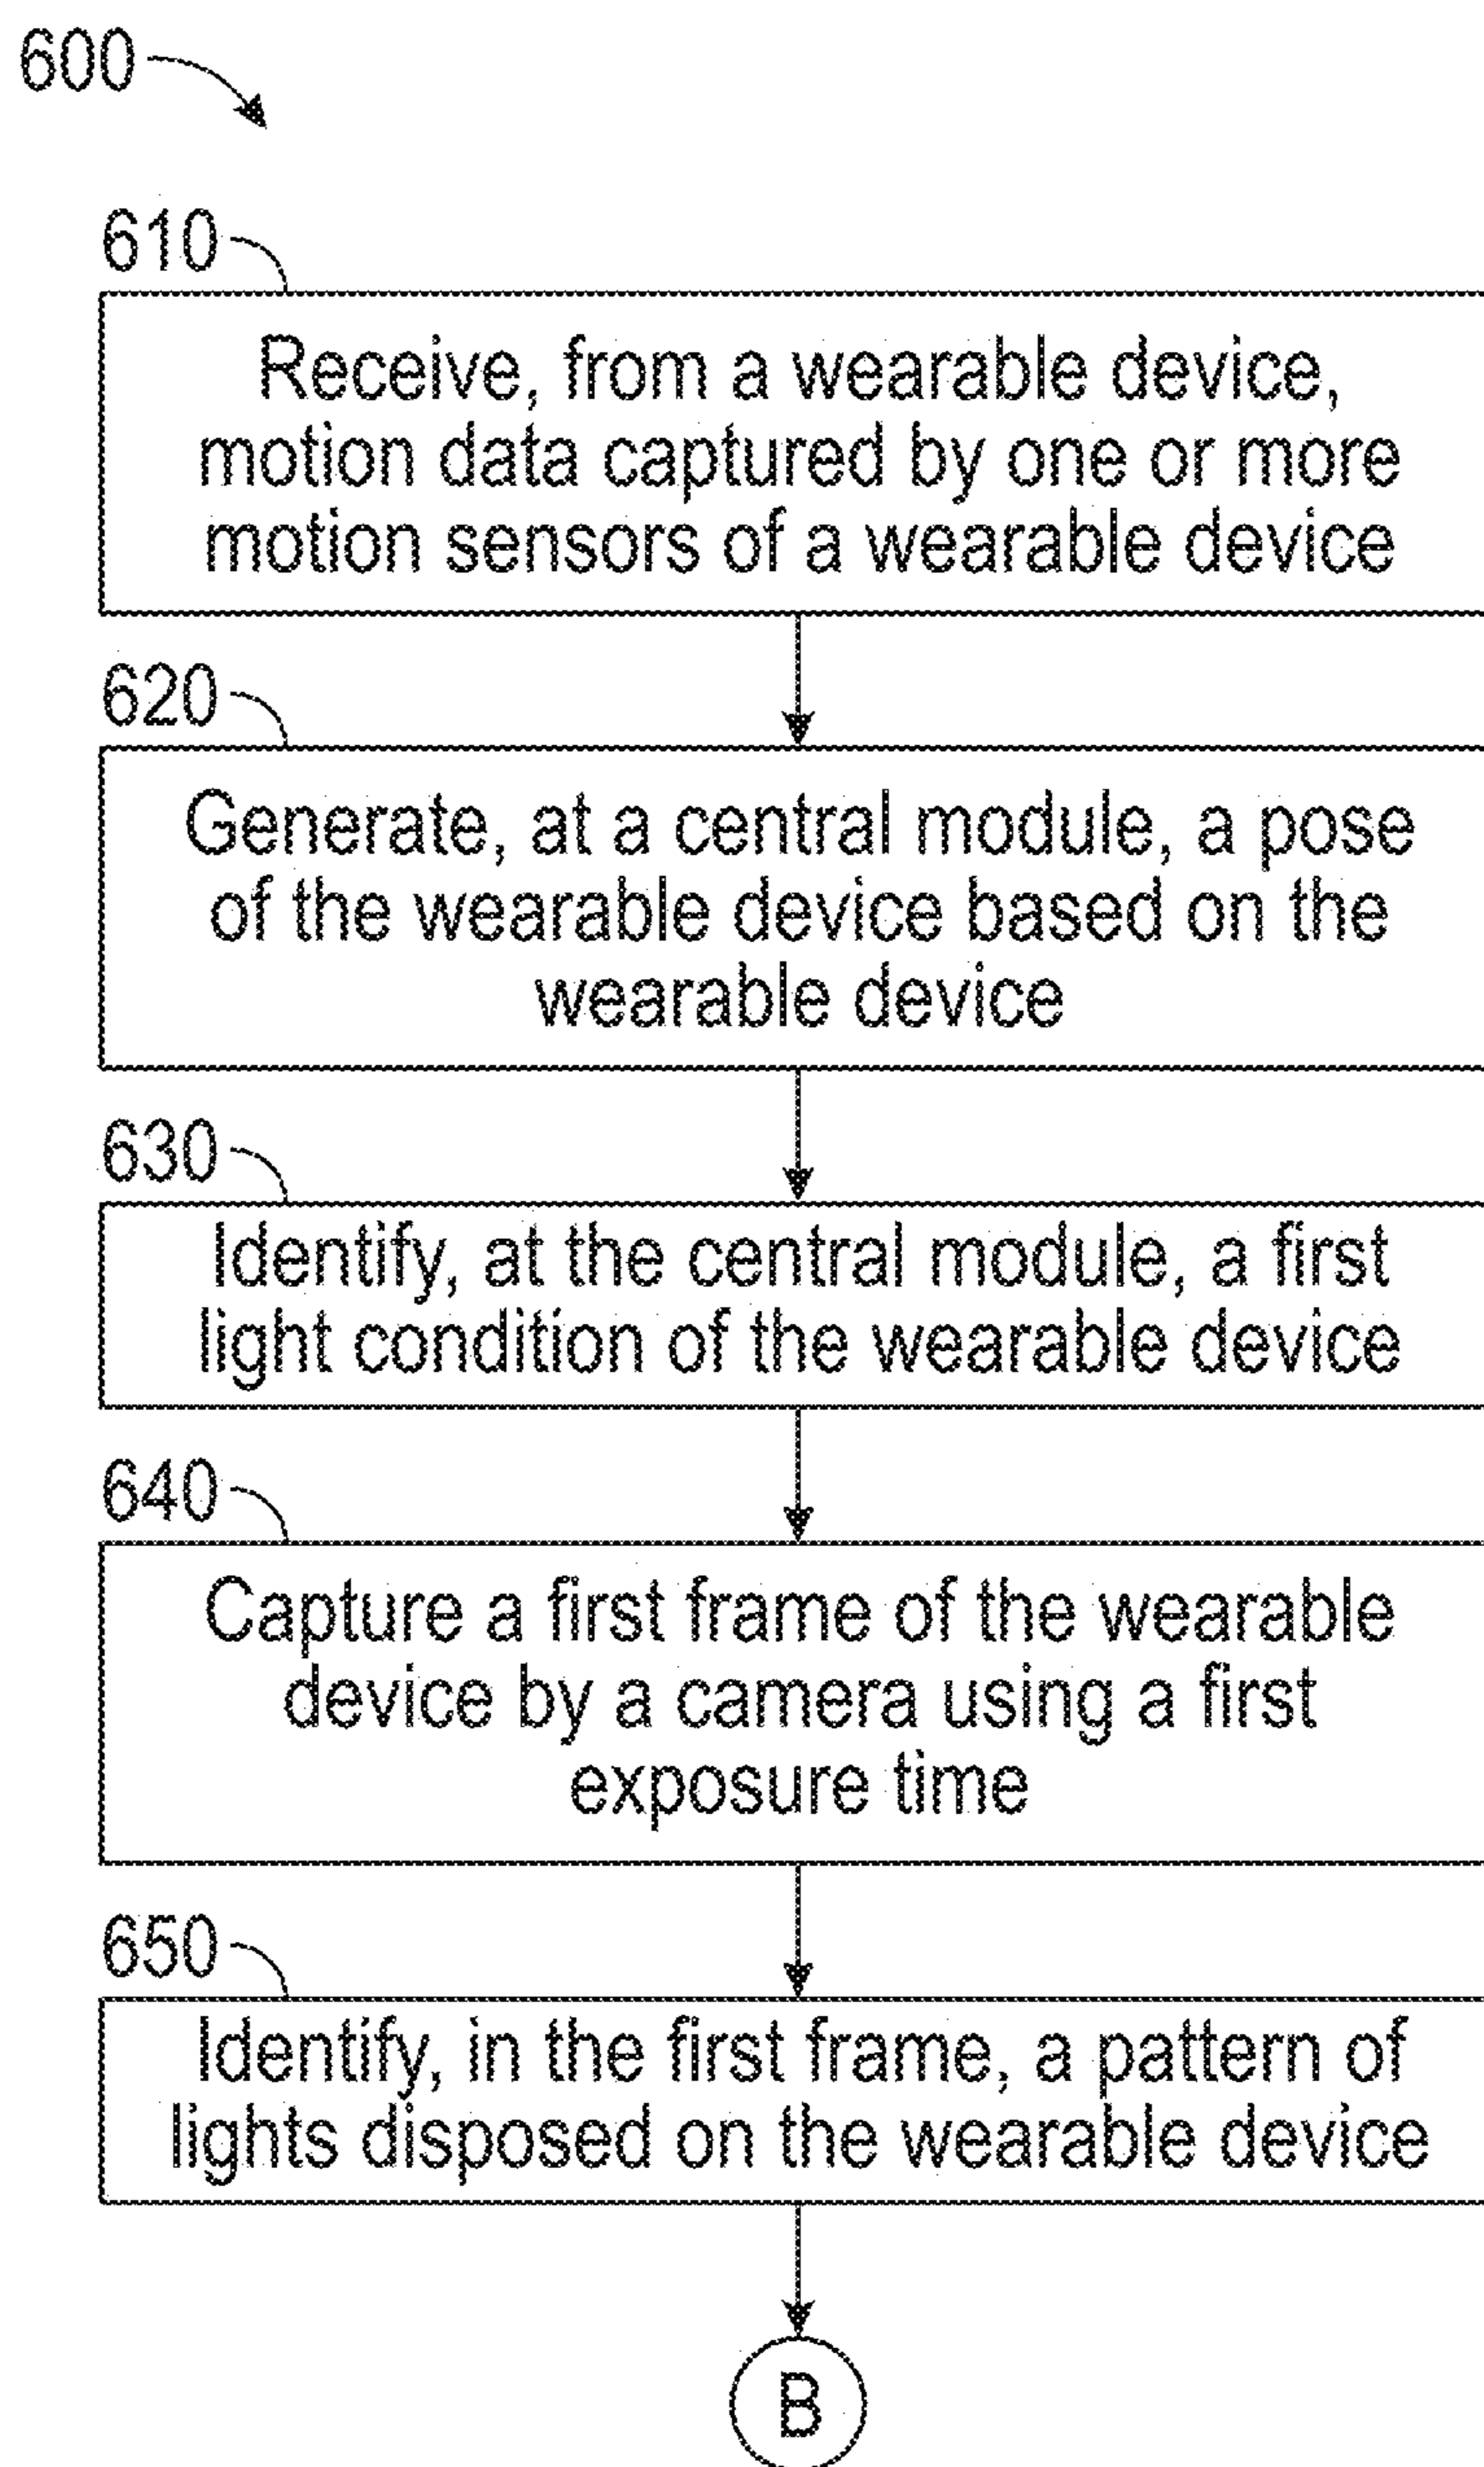 600
610
Receive, from a wearable device,
motion data captured by one or more
motion sensors of a wearable device
620
Generate, at a central module, a pose
of the wearable device based on the
wearable device
630
Identify, at the central module, a first
light condition of the wearable device
640
Capture a first frame of the wearable
device by a camera using a first
exposure time
650
Identify, in the first frame, a pattern of
lights disposed on the wearable device
B